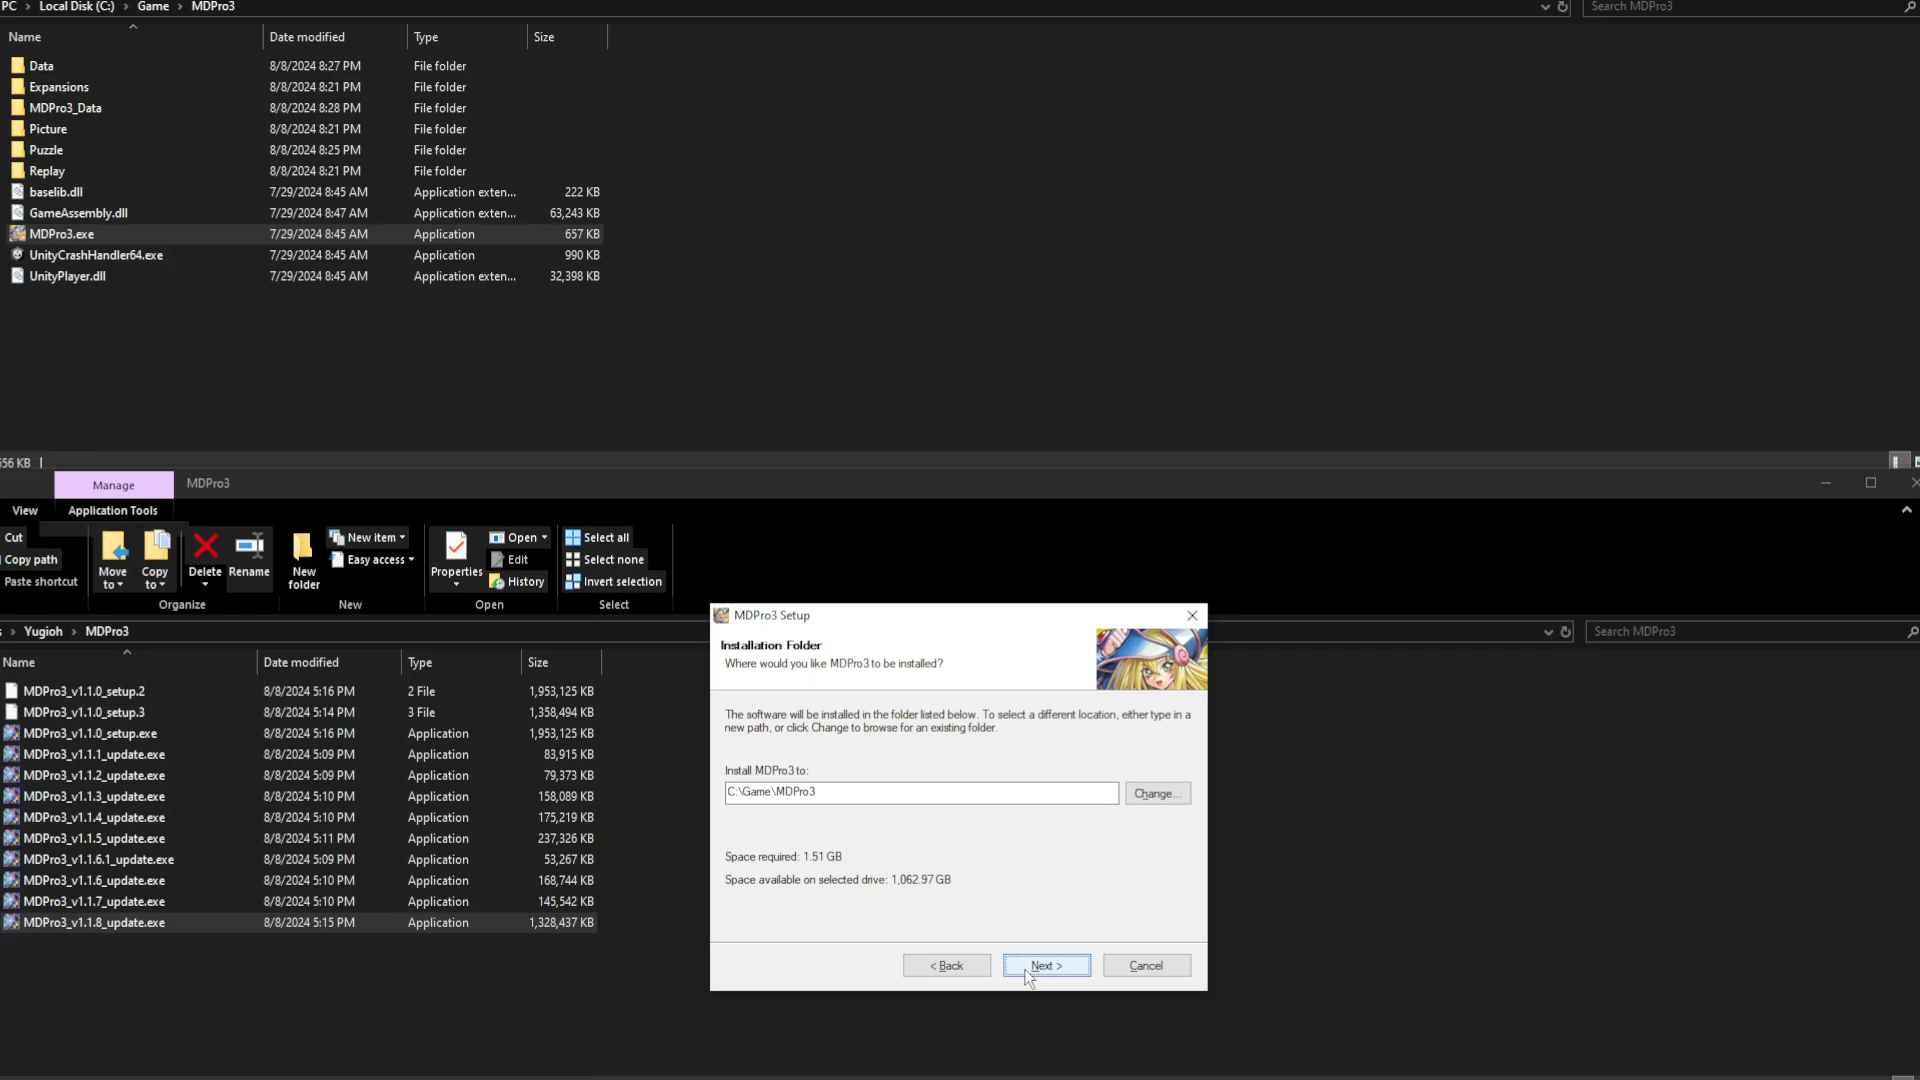 PC > Local Disk (C:) > Game > MDPro3
Search MDPro3
Name Date modified Type Size
Data 8/8/2024 8:27 PM File folder
Expansions 8/8/2024 8:21 PM File folder
MDPro3_Data 8/8/2024 8:28 PM File folder
Picture 8/8/2024 8:21 PM File folder
Puzzle 8/8/2024 8:25 PM File folder
Replay 8/8/2024 8:21 PM File folder
baselib.dll 7/29/2024 8:45 AM Application exten... 222 KB
GameAssembly.dll 7/29/2024 8:47 AM Application exten... 63,243 KB
MDPro3.exe 7/29/2024 8:45 AM Application 657 KB
UnityCrashHandler64.exe 7/29/2024 8:45 AM Application 990 KB
UnityPlayer.dll 7/29/2024 8:45 AM Application exten... 32,398 KB
56 KB
Manage MDPro3
View Application Tools
Cut
Copy path
Paste shortcut
Move to
Copy to
Delete
Rename
Organize
New folder
New item
Easy access
New
Properties
Open
Edit
History
Open
Select all
Select none
Invert selection
Select
s > Yugioh > MDPro3
Search MDPro3
Name Date modified Type Size
MDPro3_v1.1.0_setup.2 8/8/2024 5:16 PM 2 File 1,953,125 KB
MDPro3_v1.1.0_setup.3 8/8/2024 5:14 PM 3 File 1,358,494 KB
MDPro3_v1.1.0_setup.exe 8/8/2024 5:16 PM Application 1,953,125 KB
MDPro3_v1.1.1_update.exe 8/8/2024 5:09 PM Application 83,915 KB
MDPro3_v1.1.2_update.exe 8/8/2024 5:09 PM Application 79,373 KB
MDPro3_v1.1.3_update.exe 8/8/2024 5:10 PM Application 158,089 KB
MDPro3_v1.1.4_update.exe 8/8/2024 5:10 PM Application 175,219 KB
MDPro3_v1.1.5_update.exe 8/8/2024 5:11 PM Application 237,326 KB
MDPro3_v1.1.6.1_update.exe 8/8/2024 5:09 PM Application 53,267 KB
MDPro3_v1.1.6_update.exe 8/8/2024 5:10 PM Application 168,744 KB
MDPro3_v1.1.7_update.exe 8/8/2024 5:10 PM Application 145,542 KB
MDPro3_v1.1.8_update.exe 8/8/2024 5:15 PM Application 1,328,437 KB
MDPro3 Setup
Installation Folder
Where would you like MDPro3 to be installed?
The software will be installed in the folder listed below. To select a different location, either type in a
new path, or click Change to browse for an existing folder.
Install MDPro3 to:
C:\Game\MDPro3
Change...
Space required: 1.51 GB
Space available on selected drive: 1,062.97 GB
< Back Next > Cancel